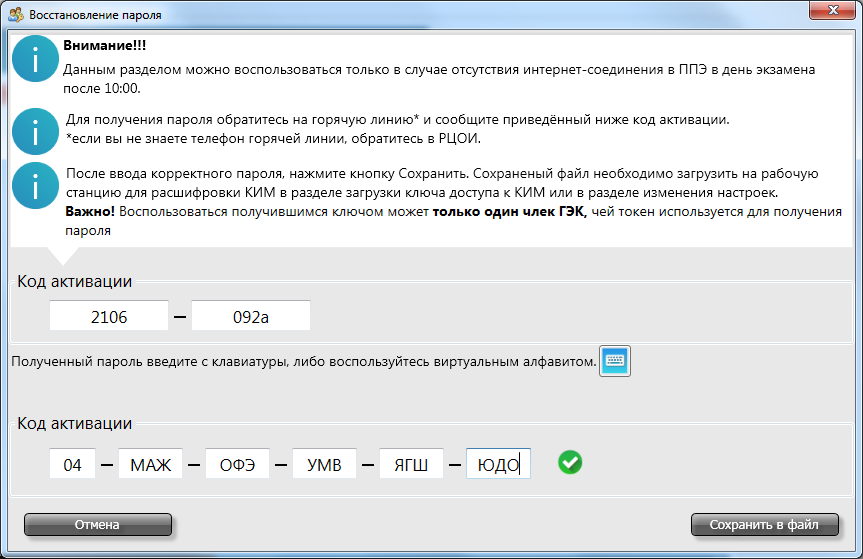 Восстановление пароля
Внимание!!!
Данным разделом можно воспользоваться только в случае отсутствия интернет-соединения в ППЭ в день экзамена
после 10:00.
Для получения пароля обратитесь на горячую линию* и сообщите приведённый ниже код активации.
*если вы не знаете телефон горячей линии, обратитесь в РЦОИ.
После ввода корректного пароля, нажмите кнопку Сохранить. Сохраненый файл необходимо загрузить на рабочую
станцию для расшифровки КИМ в разделе загрузки ключа доступа к КИМ или в разделе изменения настроек.
Важно! Воспользоваться получившимся ключом может только один член ГЭК, чей токен используется для получения
пароля
Код активации
2106 – 092a
Полученный пароль введите с клавиатуры, либо воспользуйтесь виртуальным алфавитом.
Код активации
04 – МАЖ – ОФЭ – УМВ – ЯГШ – ЮДО
Отмена Сохранить в файл